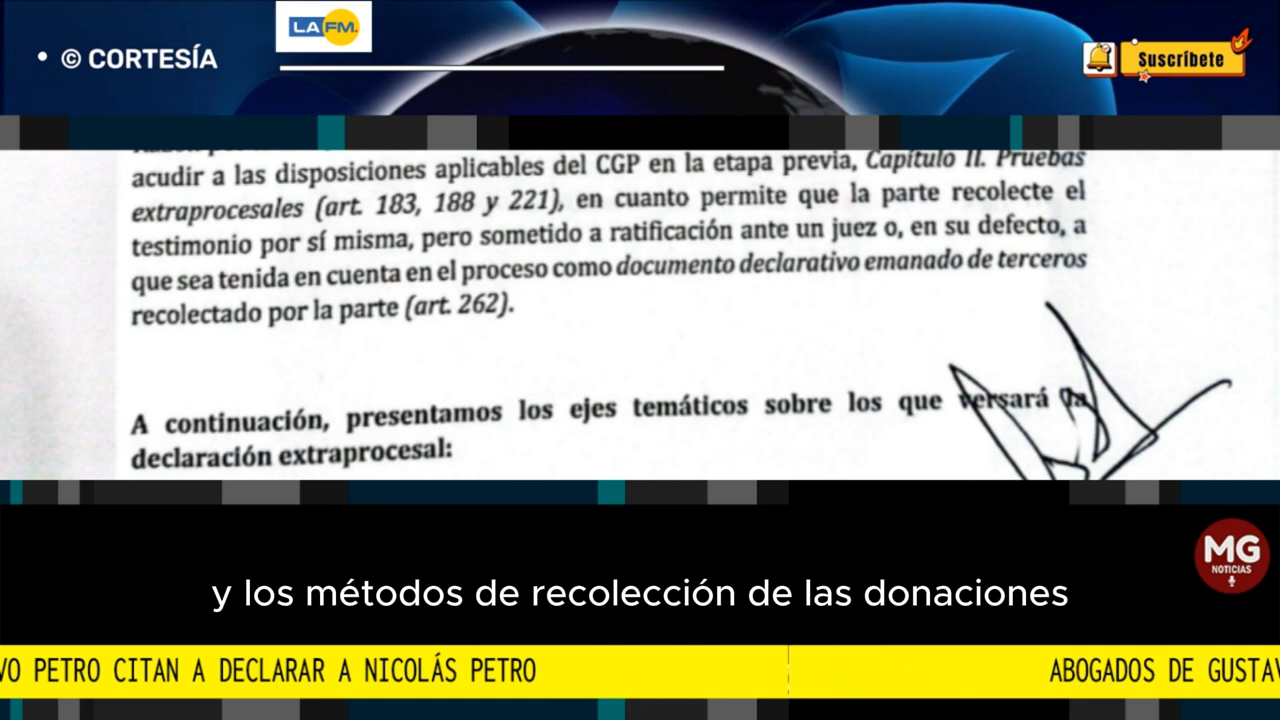 LA FM.
• © CORTESÍA
Suscríbete
acudir a las disposiciones aplicables del CGP en la etapa previa, Capítulo II. Pruebas
extraprocesales (art. 183, 188 y 221), en cuanto permite que la parte recolecte el
testimonio por sí misma, pero sometido a ratificación ante un juez o, en su defecto, a
que sea tenida en cuenta en el proceso como documento declarativo emanado de terceros
recolectado por la parte (art. 262).
A continuación, presentamos los ejes temáticos sobre los que versará la
declaración extraprocesal:
MG
NOTICIAS
y los métodos de recolección de las donaciones
VO PETRO CITAN A DECLARAR A NICOLÁS PETRO
ABOGADOS DE GUSTAV